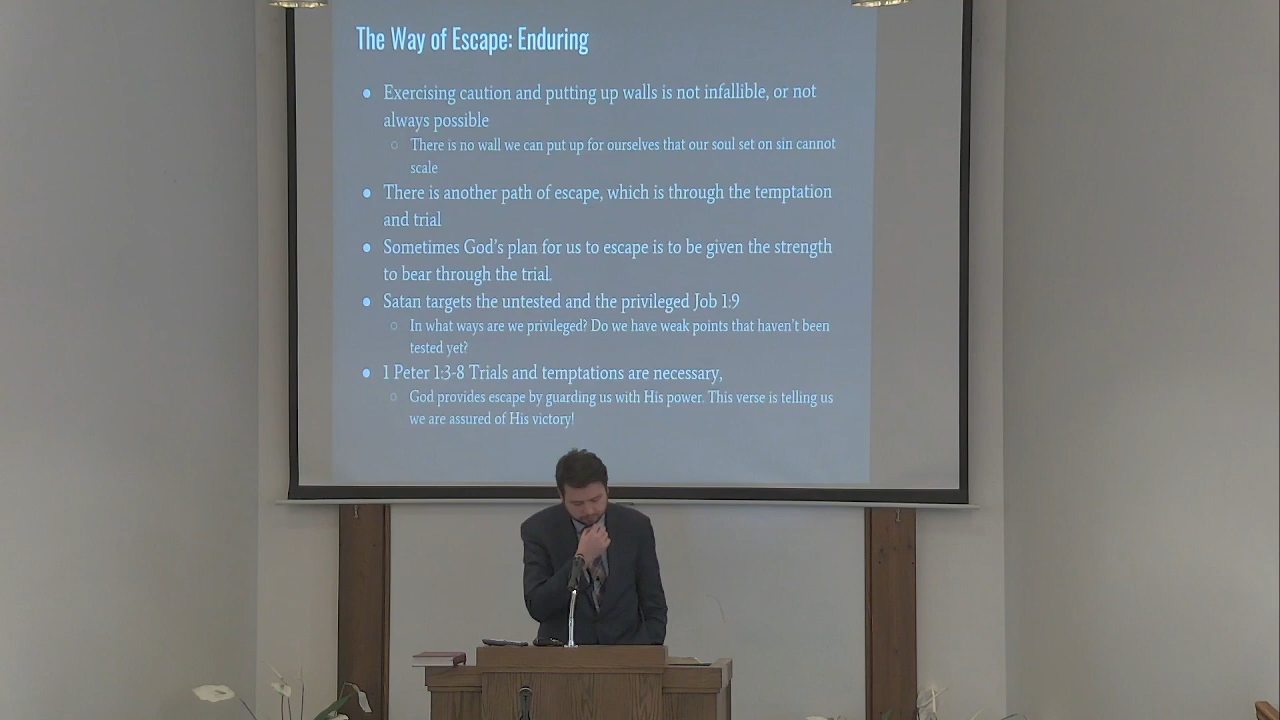 The Way of Escape: Enduring
● Exercising caution and putting up walls is not infallible, or not
always possible
○ There is no wall we can put up for ourselves that our soul set on sin cannot
scale
● There is another path of escape, which is through the temptation
and trial
● Sometimes God's plan for us to escape is to be given the strength
to bear through the trial.
● Satan targets the untested and the privileged Job 1:9
○ In what ways are we privileged? Do we have weak points that haven't been
tested yet?
● 1 Peter 1:3-8 Trials and temptations are necessary,
○ God provides escape by guarding us with His power. This verse is telling us
we are assured of His victory!